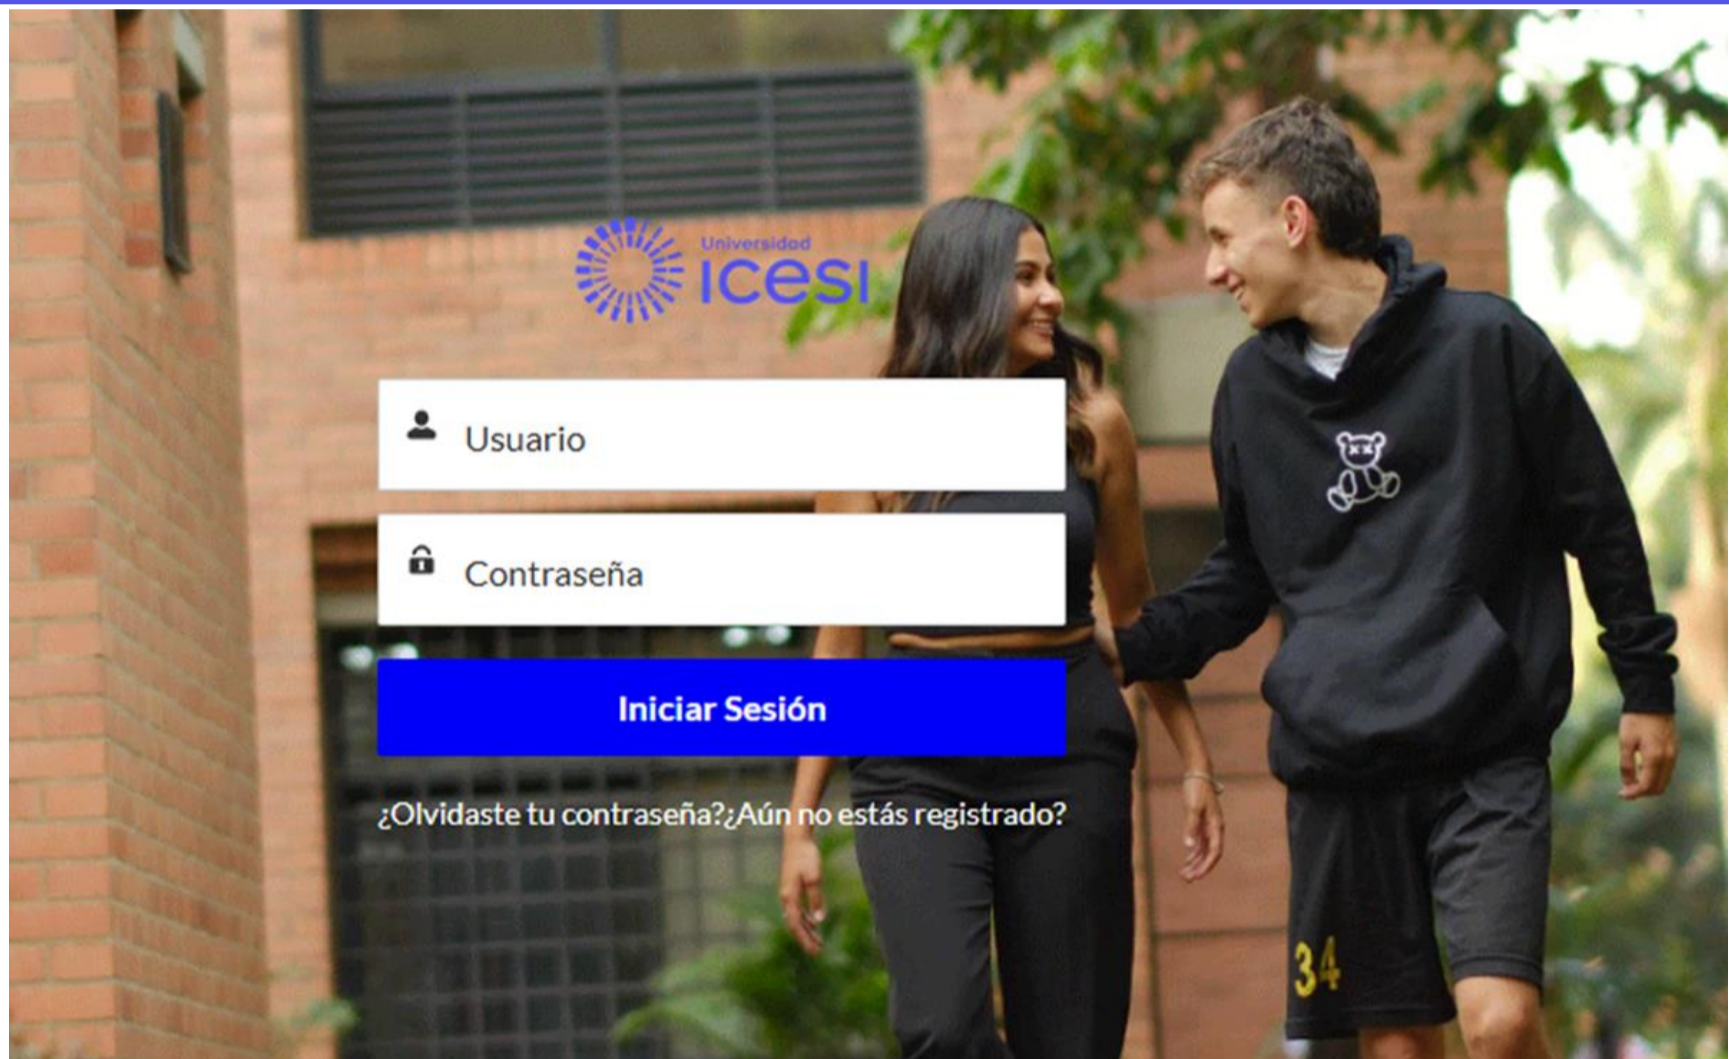 Universidad
ICESI
Usuario
Contraseña
Iniciar Sesión
¿Olvidaste tu contraseña?¿Aún no estás registrado?
34